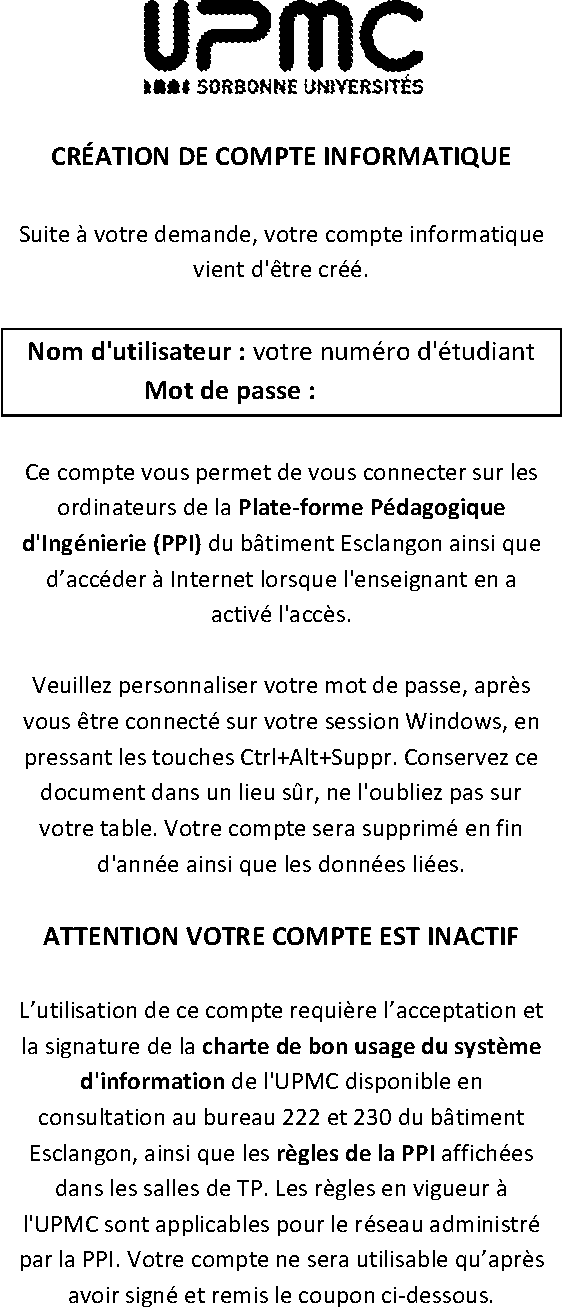 UPMC
SORBONNE UNIVERSITÉS
CRÉATION DE COMPTE INFORMATIQUE
Suite à votre demande, votre compte informatique
vient d'être créé.
Nom d'utilisateur : votre numéro d'étudiant
Mot de passe :
Ce compte vous permet de vous connecter sur les
ordinateurs de la Plate-forme Pédagogique
d'Ingénierie (PPI) du bâtiment Esclangon ainsi que
d’accéder à Internet lorsque l'enseignant en a
activé l'accès.
Veuillez personnaliser votre mot de passe, après
vous être connecté sur votre session Windows, en
pressant les touches Ctrl+Alt+Suppr. Conservez ce
document dans un lieu sûr, ne l'oubliez pas sur
votre table. Votre compte sera supprimé en fin
d'année ainsi que les données liées.
ATTENTION VOTRE COMPTE EST INACTIF
L’utilisation de ce compte requière l’acceptation et
la signature de la charte de bon usage du système
d'information de l'UPMC disponible en
consultation au bureau 222 et 230 du bâtiment
Esclangon, ainsi que les règles de la PPI affichées
dans les salles de TP. Les règles en vigueur à
l'UPMC sont applicables pour le réseau administré
par la PPI. Votre compte ne sera utilisable qu’après
avoir signé et remis le coupon ci-dessous.